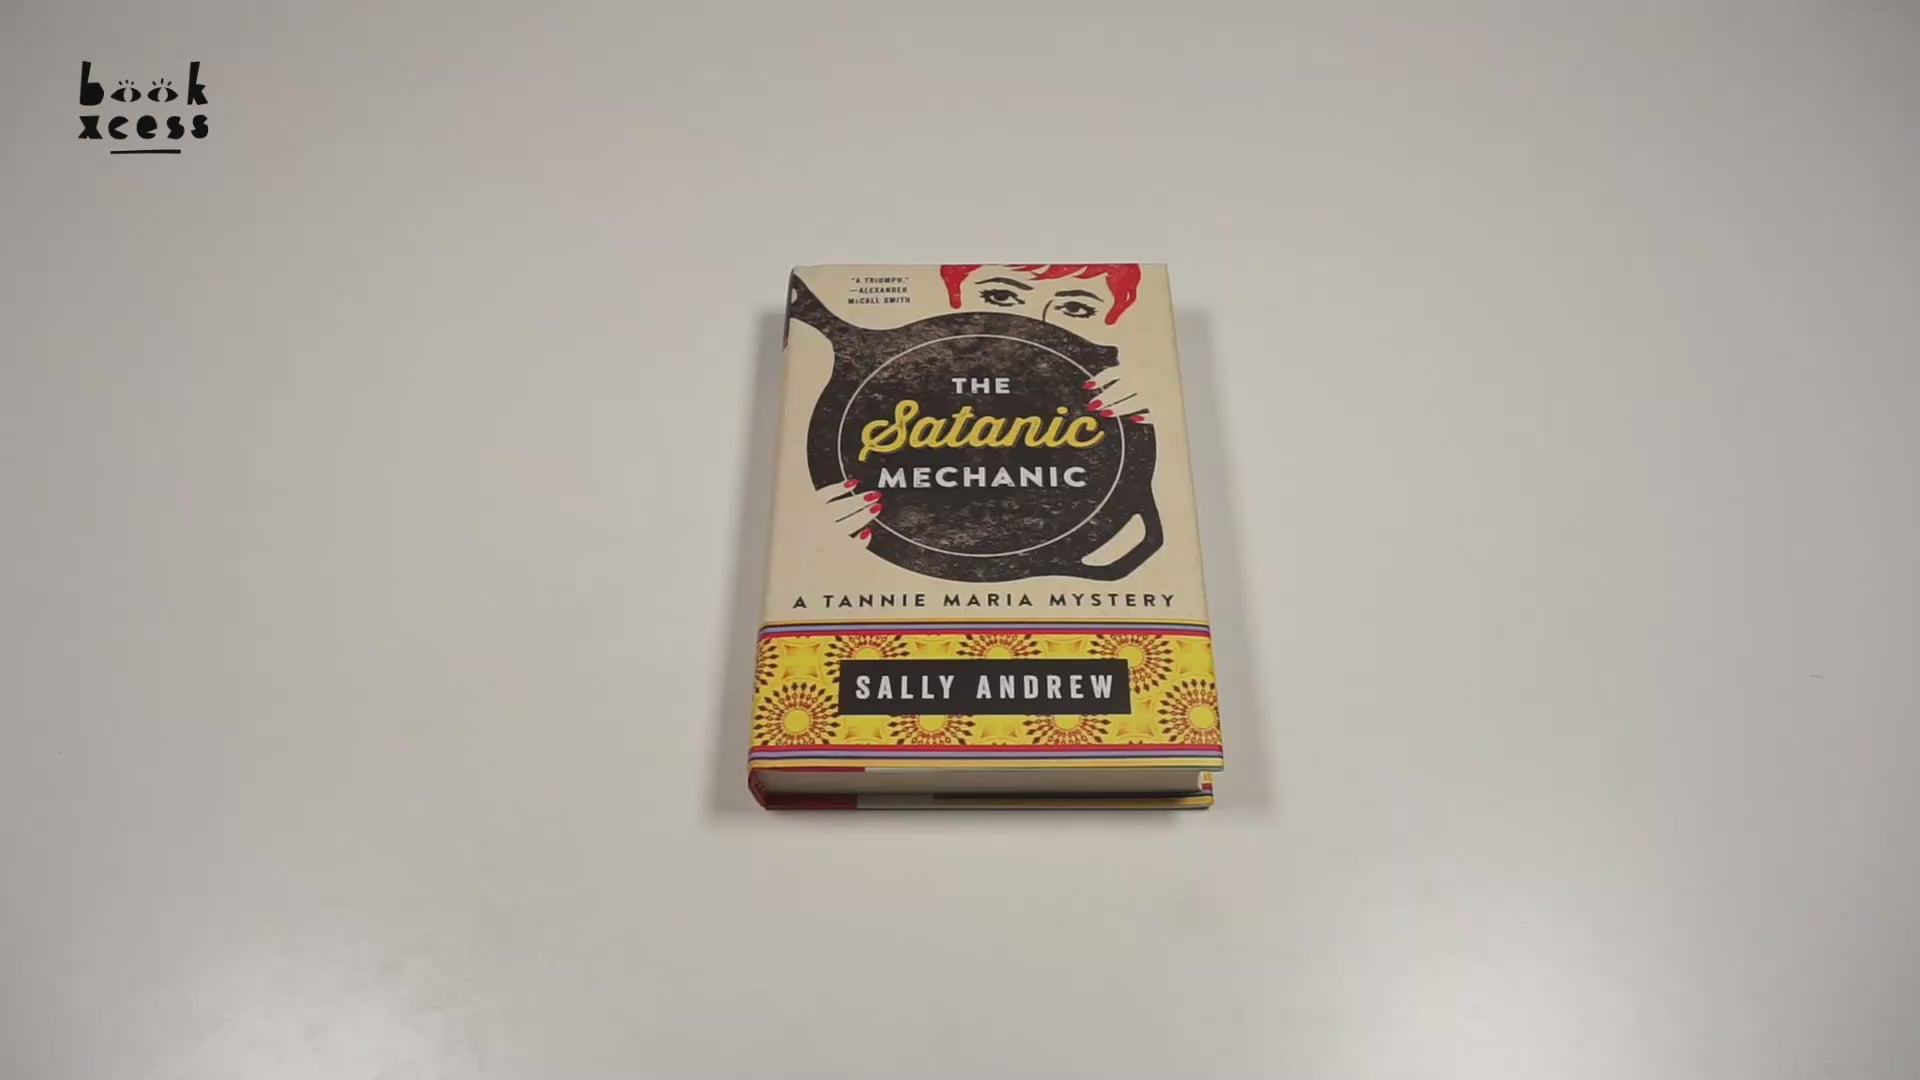 book
xcess
"A TRIUMPH."
—ALEXANDER
McCALL SMITH
THE
Satanic
MECHANIC
A TANNIE MARIA MYSTERY
SALLY ANDREW